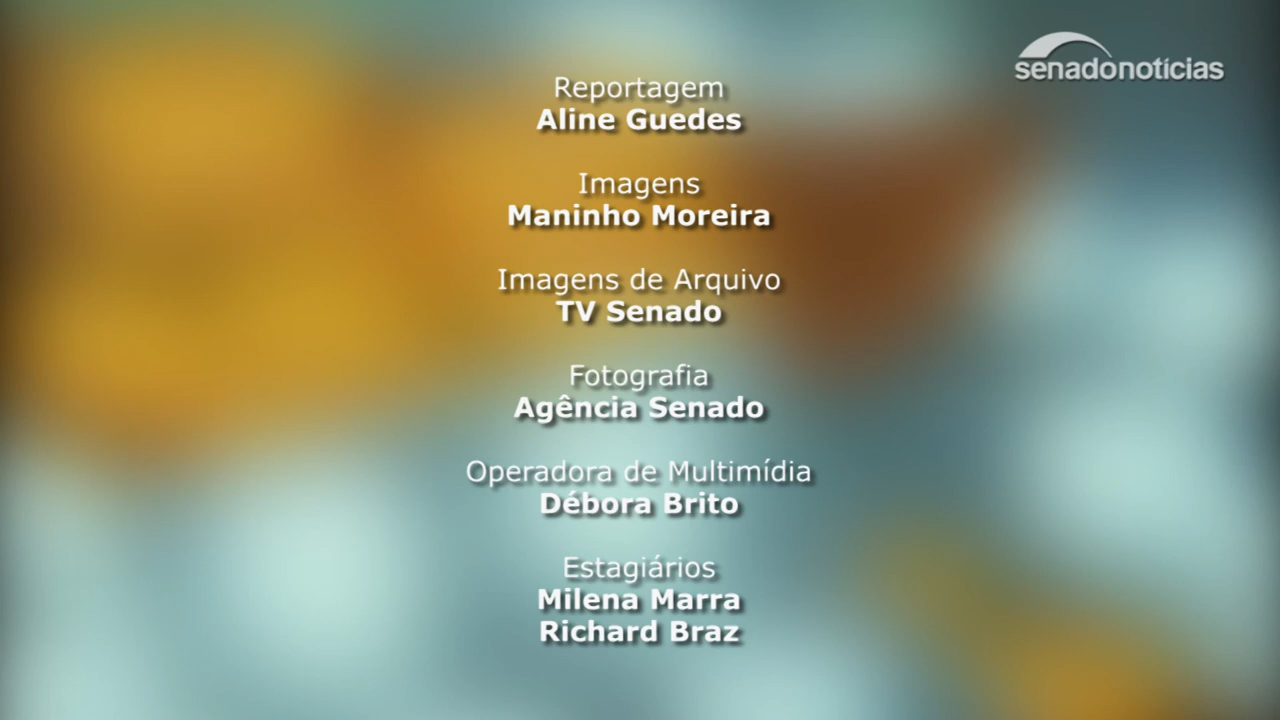 senadonotícias
Reportagem
Aline Guedes
Imagens
Maninho Moreira
Imagens de Arquivo
TV Senado
Fotografia
Agência Senado
Operadora de Multimídia
Débora Brito
Estagiários
Milena Marra
Richard Braz